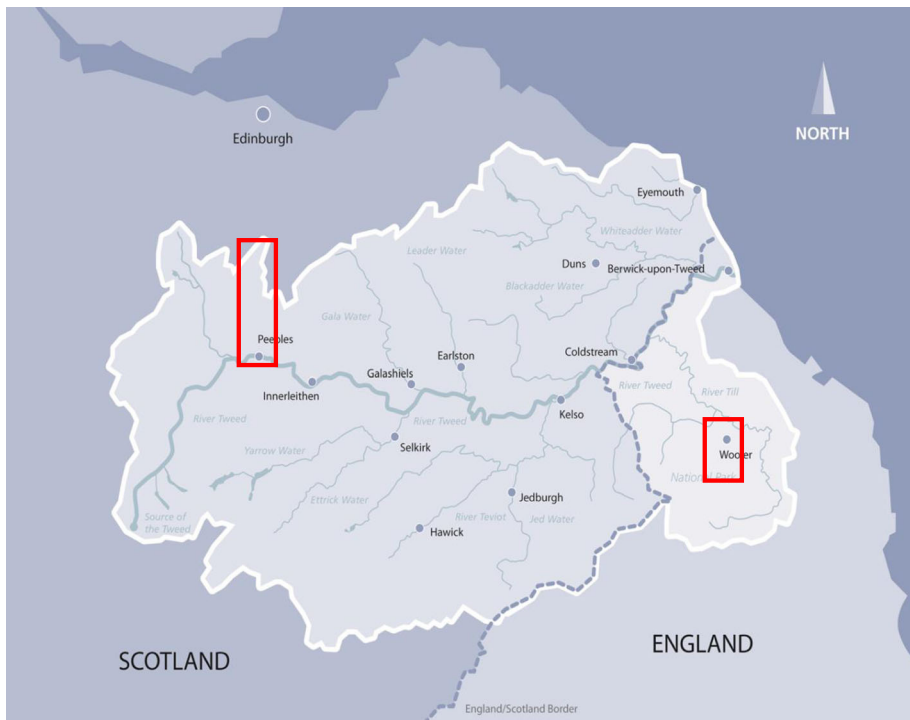 Edinburgh
NORTH
Eyemouth
Whiteadder Water
Leader Water
Duns
Berwick-upon-Tweed
Blackadder Water
Gala Water
Peebles
Coldstream
Earlston
Galashiels
River Tweed
River Till
Innerleithen
Kelso
River Tweed
River Tweed
Selkirk
Wooler
Yarrow Water
National Park
Ettrick Water
Jedburgh
Source of
the Tweed
River Teviot
Jed Water
Hawick
SCOTLAND
ENGLAND
England/Scotland Border